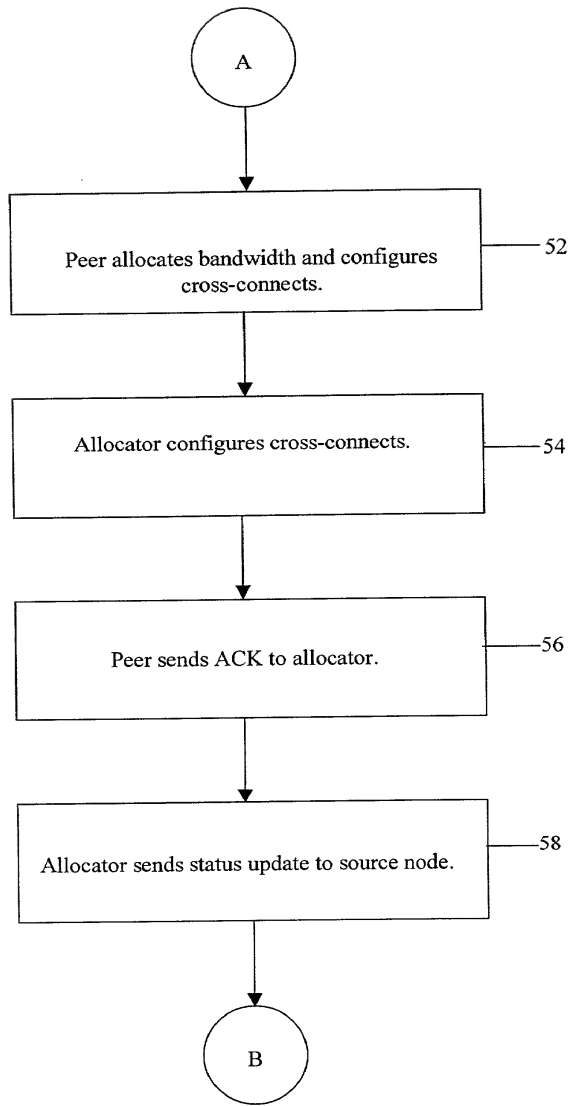 A
Peer allocates bandwidth and configures
cross-connects.
52
Allocator configures cross-connects.
54
Peer sends ACK to allocator.
56
Allocator sends status update to source node.
58
B